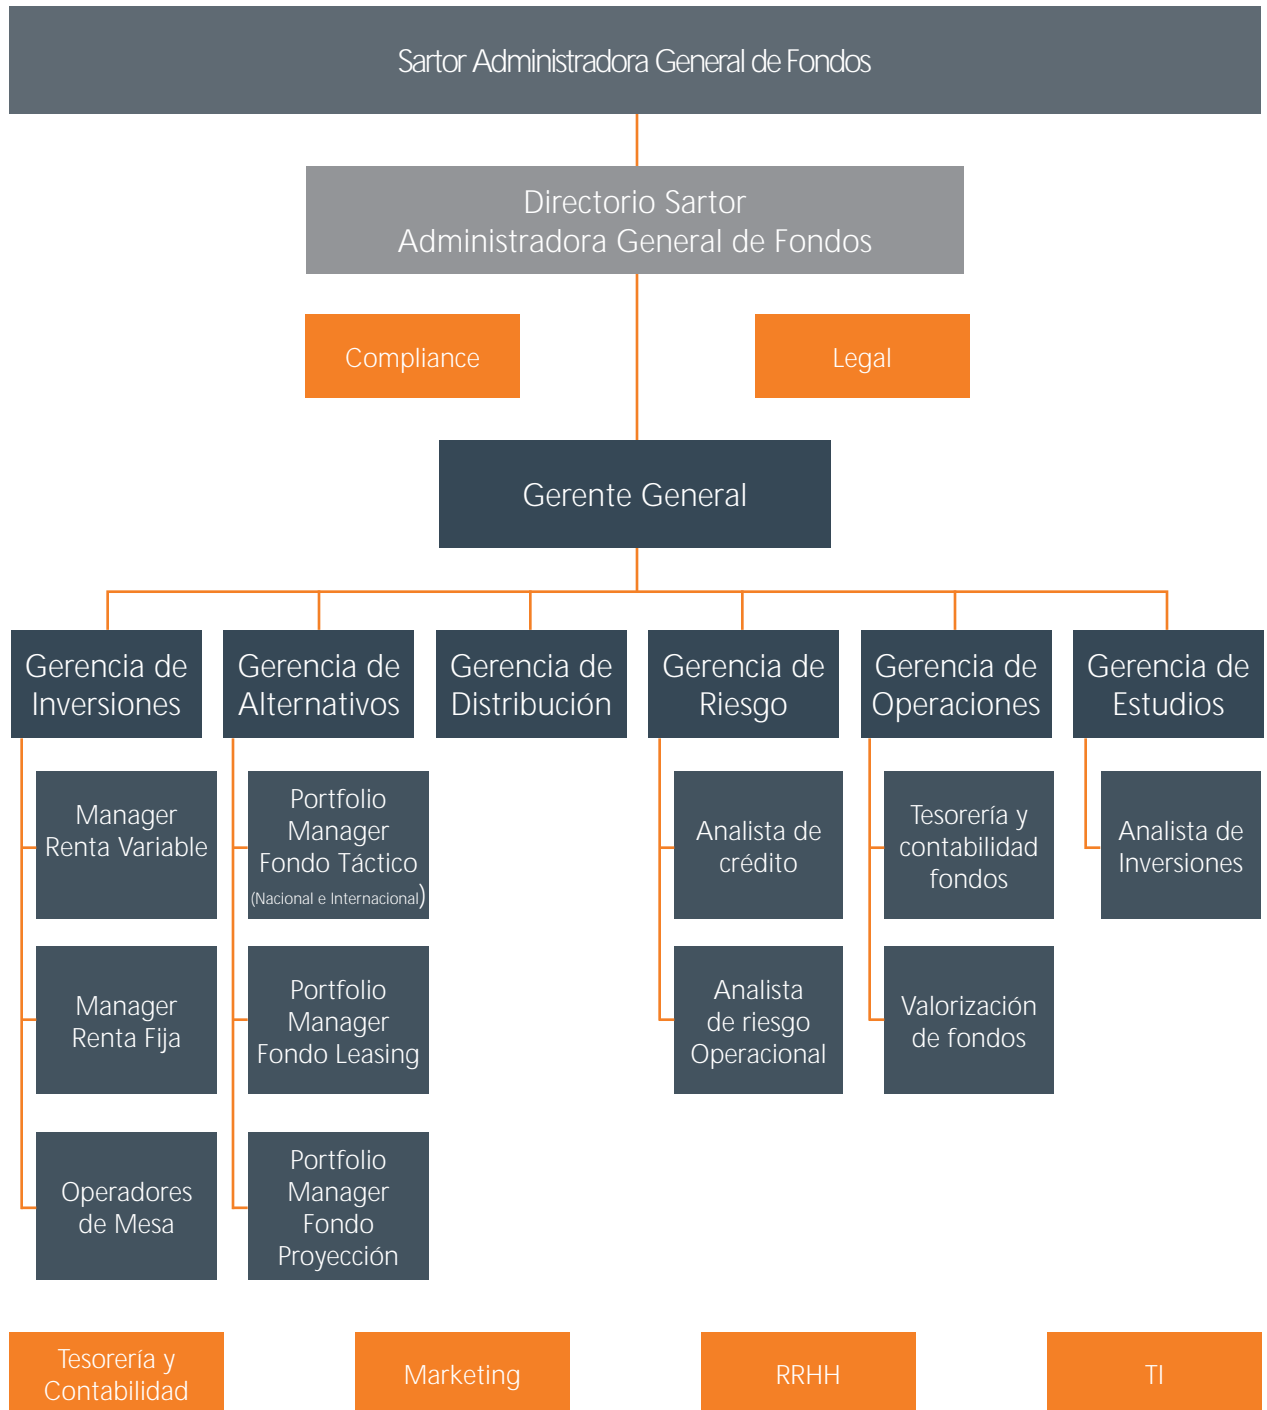 Sartor Administradora General de Fondos
Directorio Sartor
Administradora General de Fondos
Compliance
Legal
Gerente General
Gerencia de
Inversiones
Gerencia de
Alternativos
Gerencia de
Distribución
Gerencia de
Riesgo
Gerencia de
Operaciones
Gerencia de
Estudios
Manager
Renta Variable
Portfolio
Manager
Fondo Táctico
(Nacional e Internacional)
Analista de
crédito
Tesorería y
contabilidad
fondos
Analista de
Inversiones
Manager
Renta Fija
Portfolio
Manager
Fondo Leasing
Analista
de riesgo
Operacional
Valorización
de fondos
Operadores
de Mesa
Portfolio
Manager
Fondo
Proyección
Tesorería y
Contabilidad
Marketing
RRHH
TI